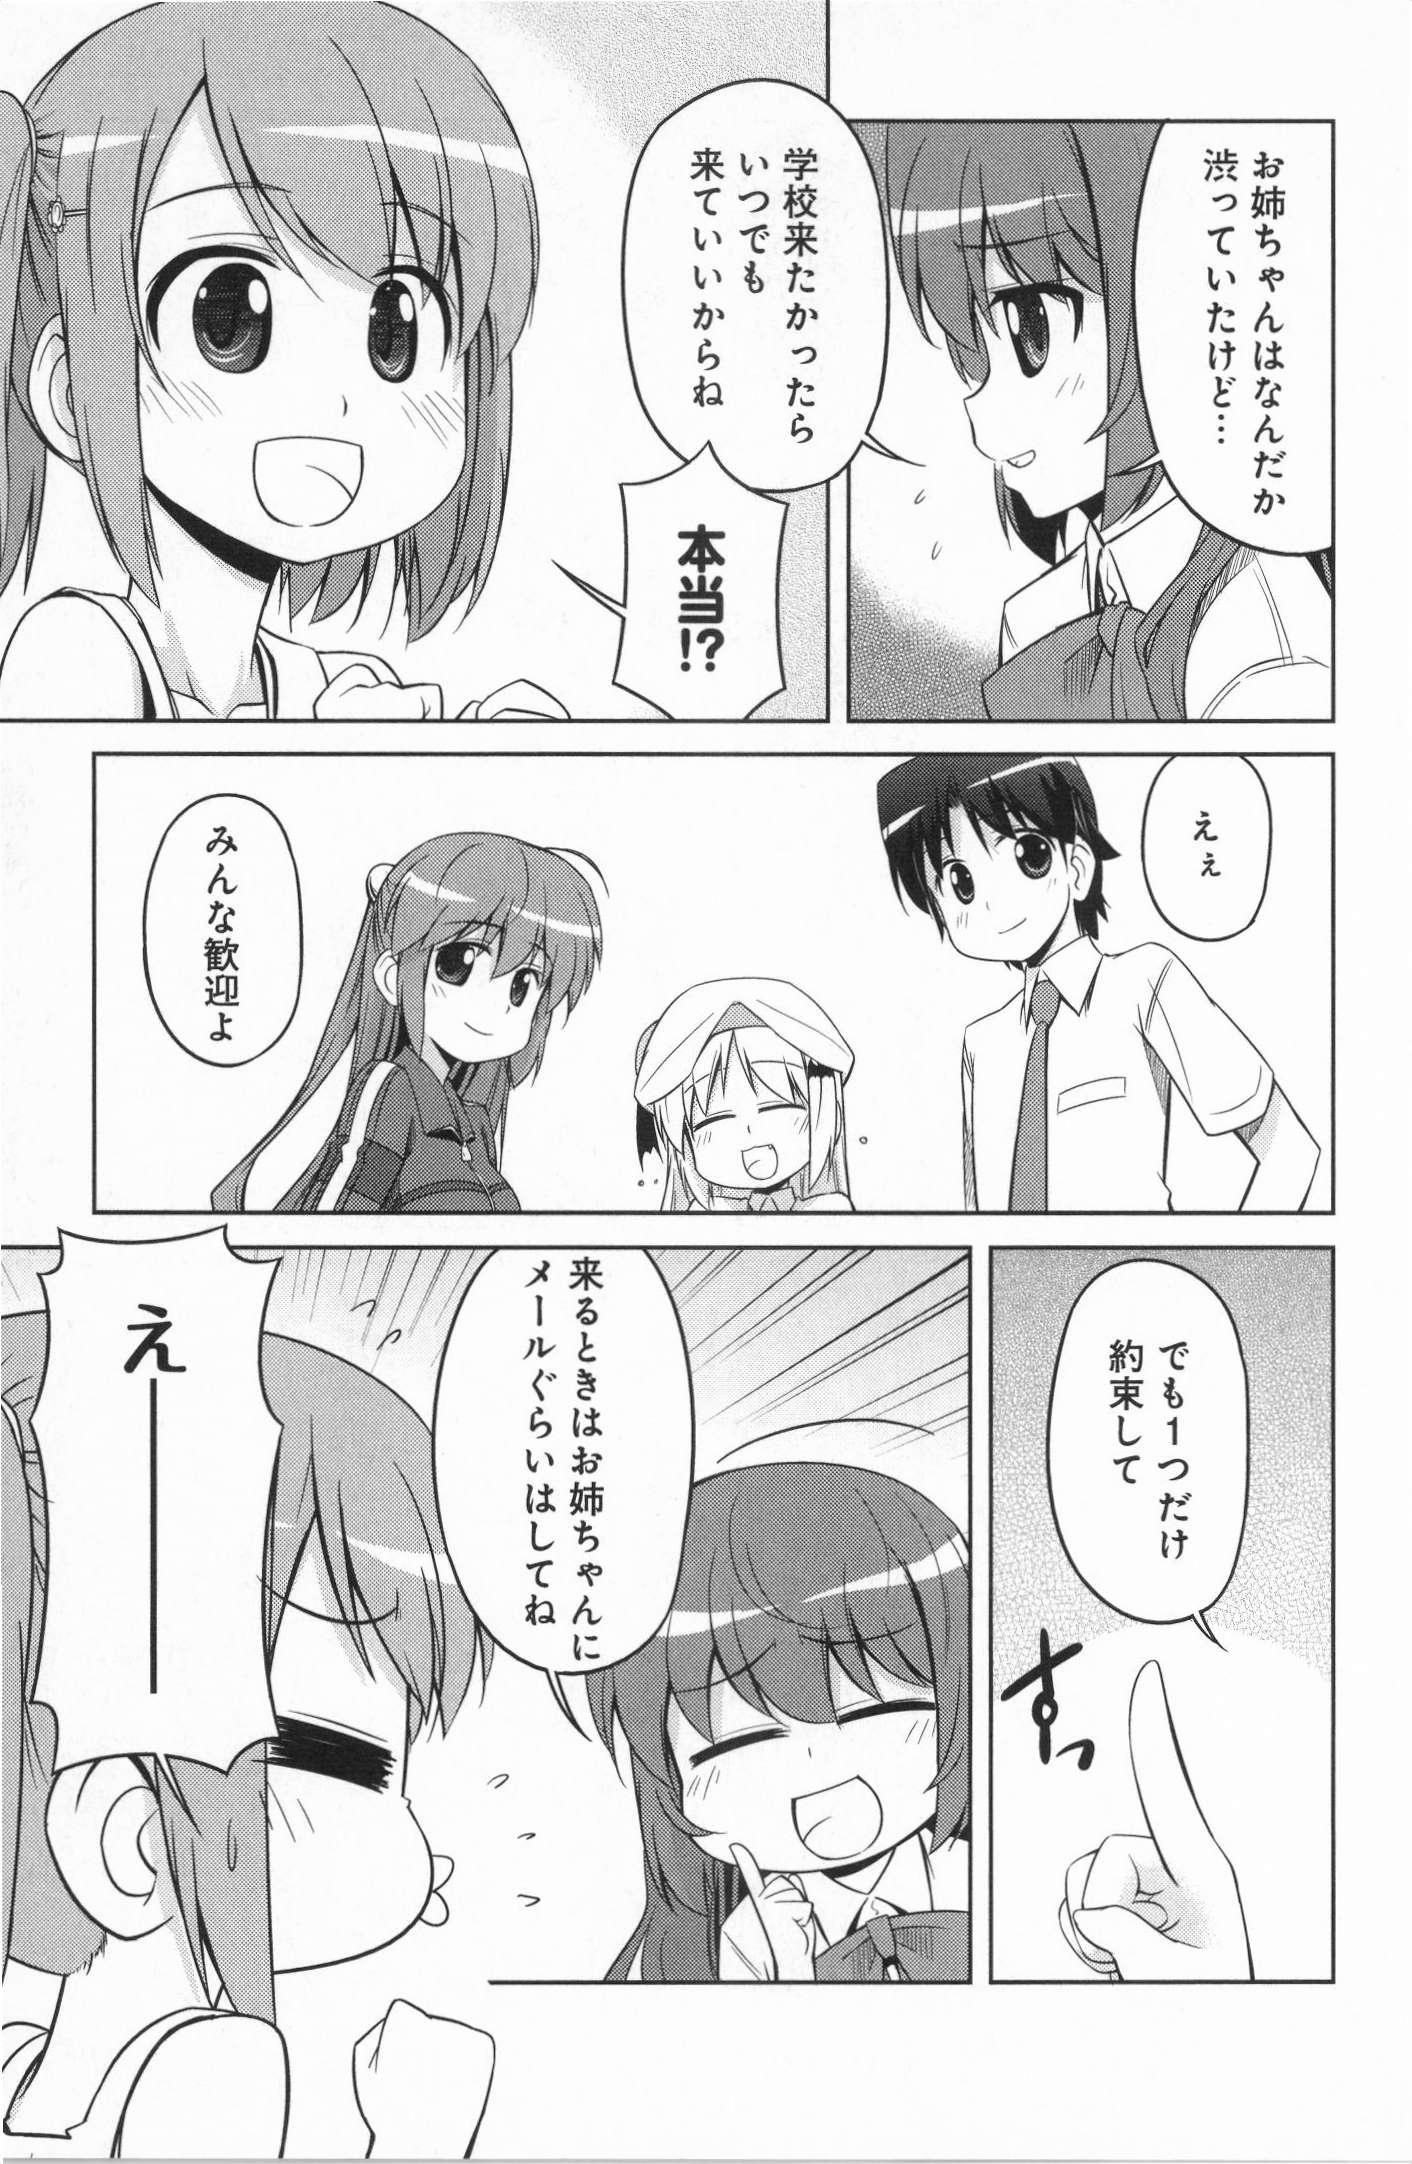 お姉ちゃんはなんだか
渋っていたけど…
学校来たかったら
いつでも
来ていいからね
本当!?
えぇ
みんな歓迎よ
でも1つだけ
約束して
すっ
来るときはお姉ちゃんに
メールぐらいはしてね
えーーー